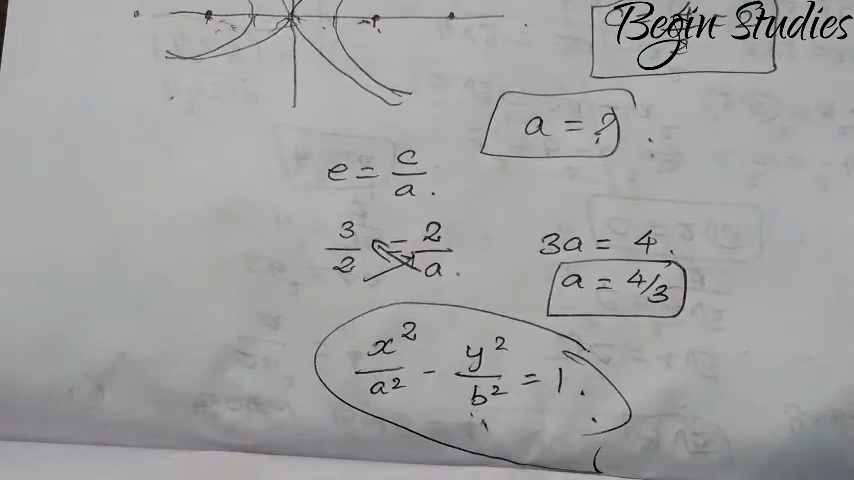 Begin Studies
a = ?
e = c/a.
3/2 = 2/a.
3a = 4.
a = 4/3
x²/a² - y²/b² = 1.